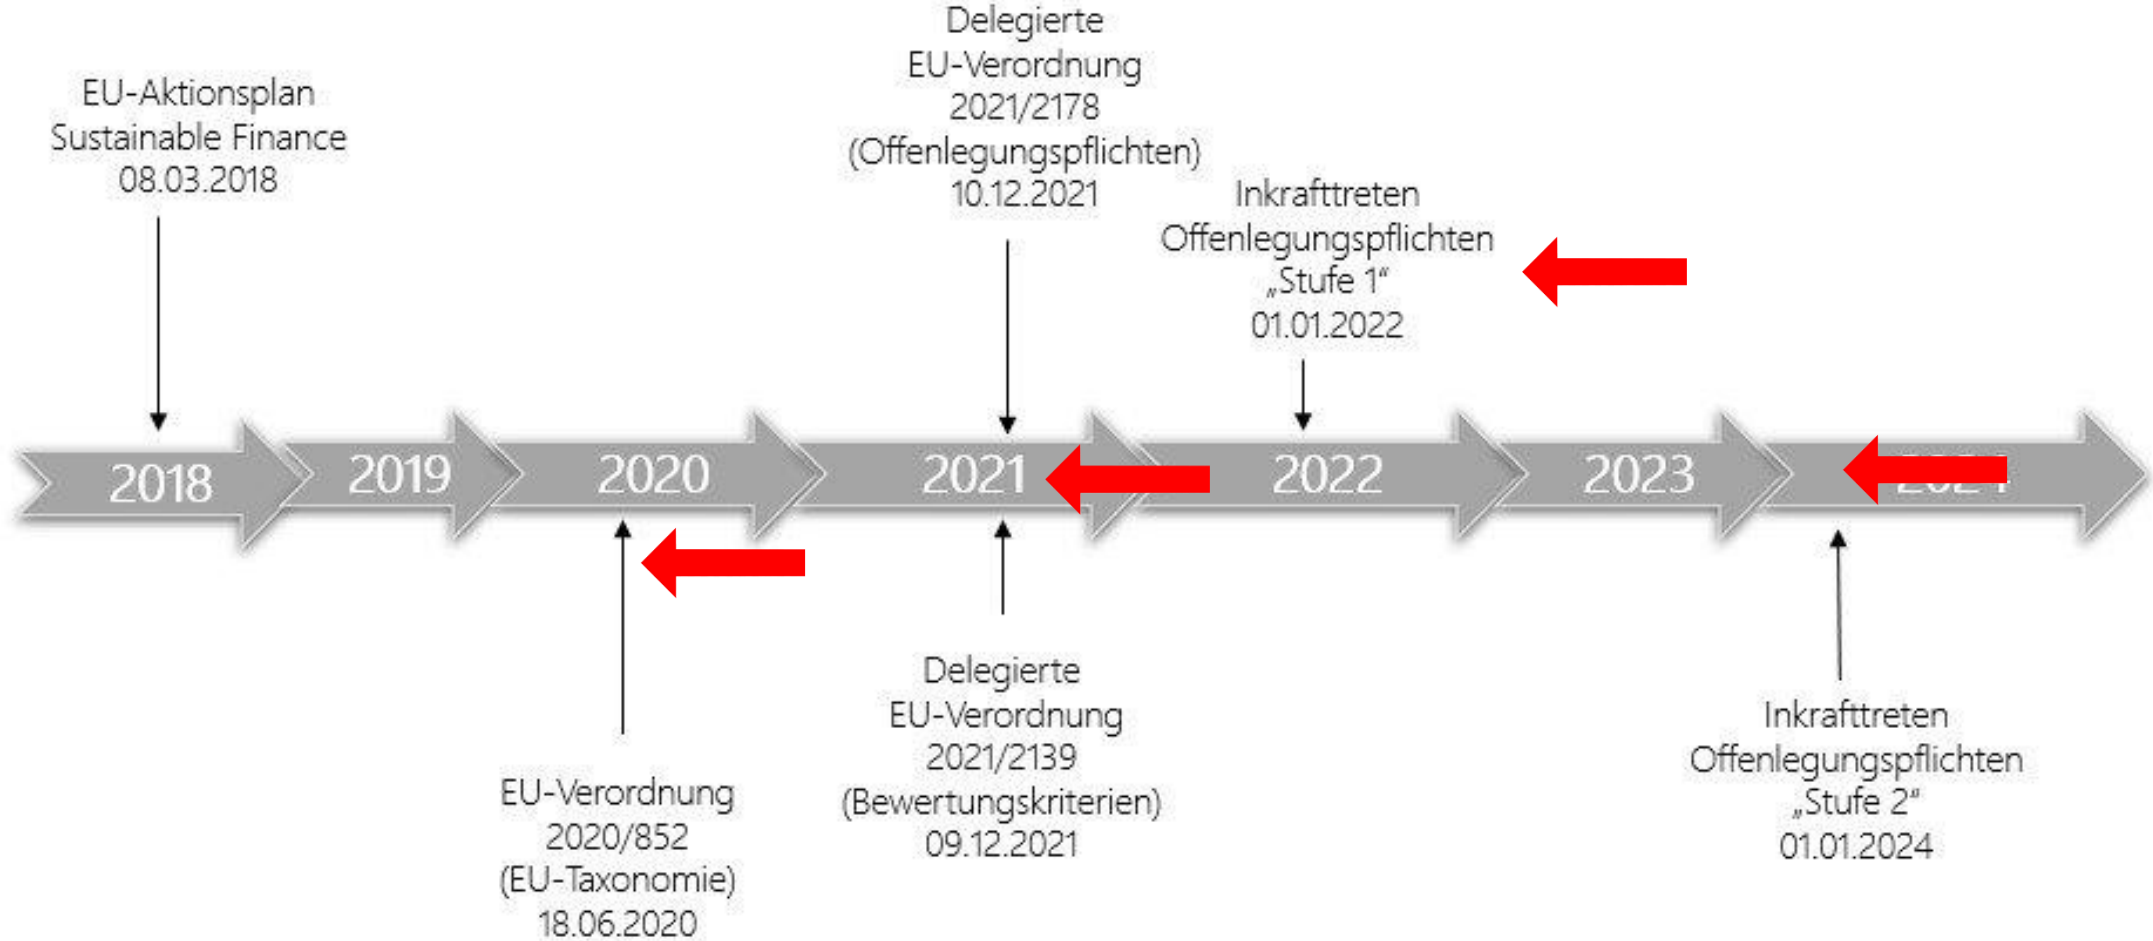 EU-Aktionsplan
Sustainable Finance
08.03.2018
Delegierte
EU-Verordnung
2021/2178
(Offenlegungspflichten)
10.12.2021
Inkrafttreten
Offenlegungspflichten
„Stufe 1“
01.01.2022
2018
2019
2020
2021
2022
2023
2024
EU-Verordnung
2020/852
(EU-Taxonomie)
18.06.2020
Delegierte
EU-Verordnung
2021/2139
(Bewertungskriterien)
09.12.2021
Inkrafttreten
Offenlegungspflichten
„Stufe 2“
01.01.2024